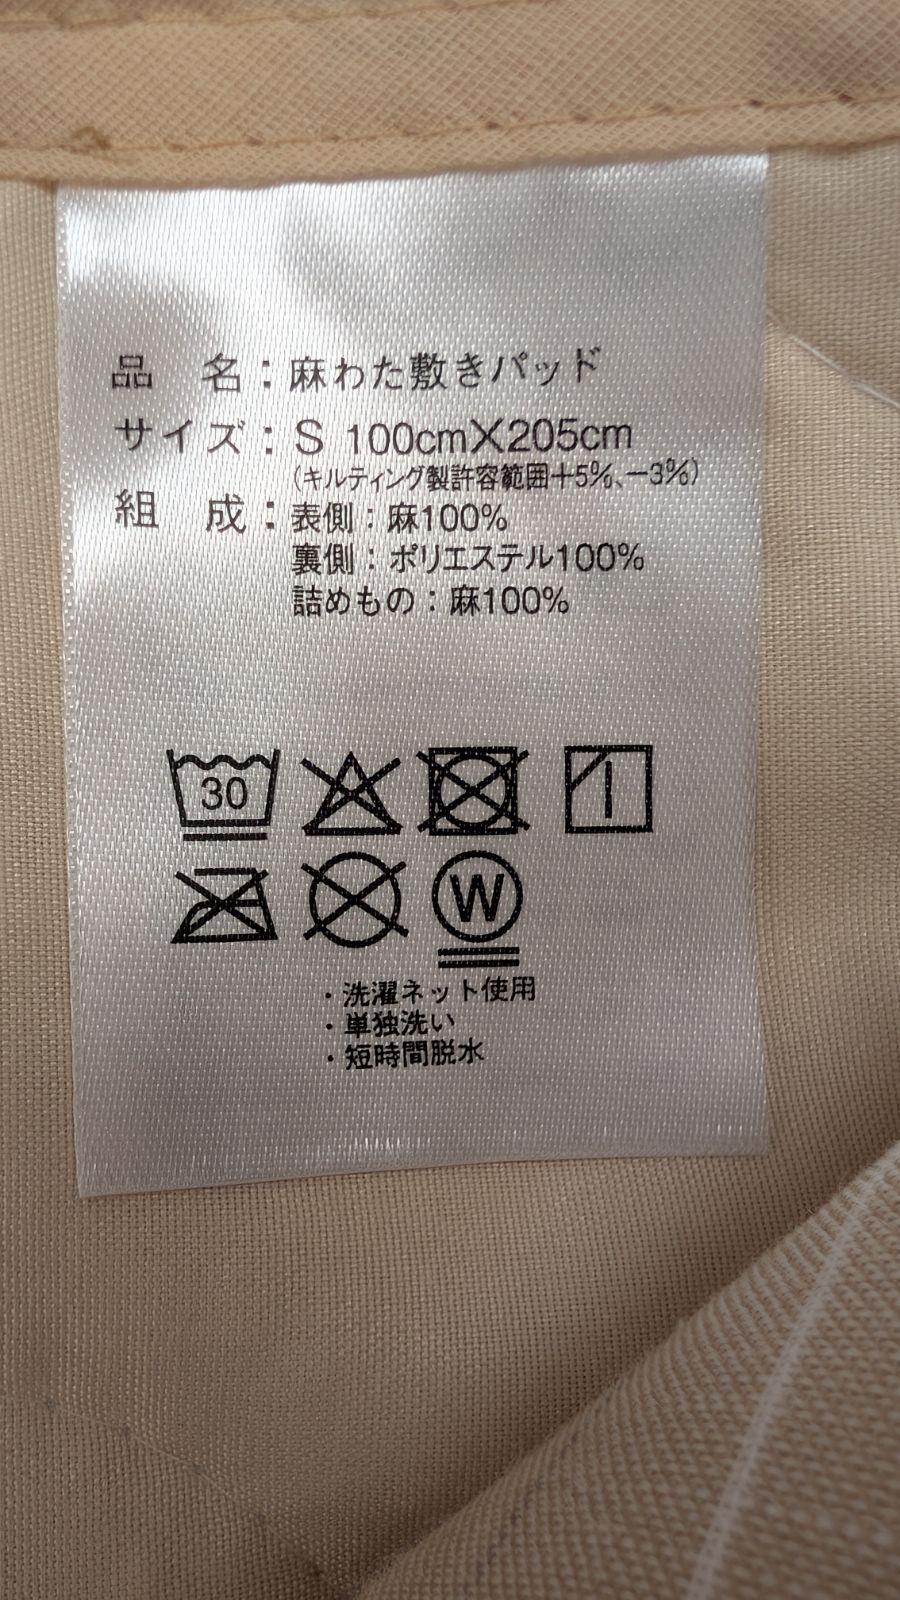 品　名：麻わた敷きパッド
サイズ：S 100cm×205cm
(キルティング製許容範囲＋5％、－3％)
組　成：表側：麻100%
裏側：ポリエステル100%
詰めもの：麻100%
30
W
・洗濯ネット使用
・単独洗い
・短時間脱水